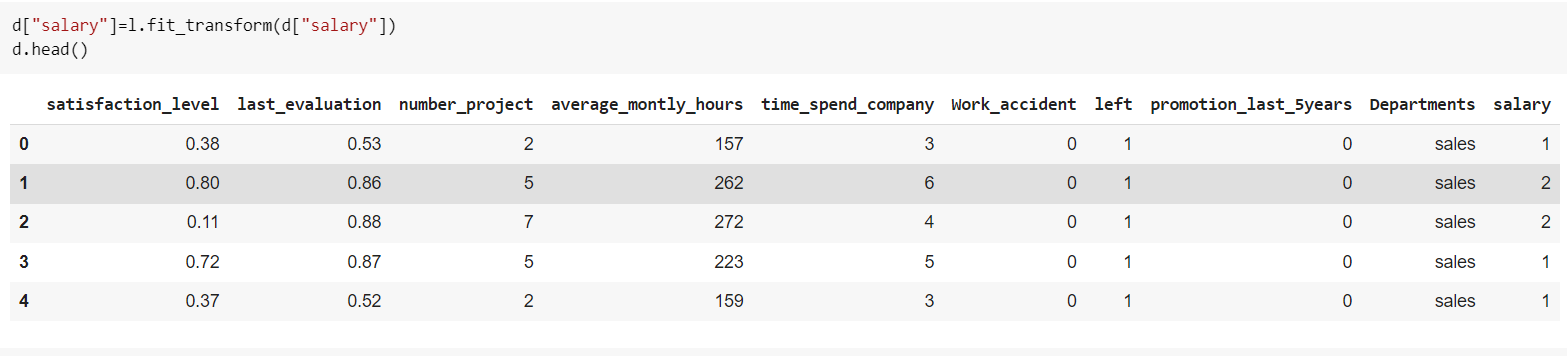 d["salary"]=l.fit_transform(d["salary"])
d.head()
satisfaction_level last_evaluation number_project average_montly_hours time_spend_company Work_accident left promotion_last_5years Departments salary
0 0.38 0.53 2 157 3 0 1 0 sales 1
1 0.80 0.86 5 262 6 0 1 0 sales 2
2 0.11 0.88 7 272 4 0 1 0 sales 2
3 0.72 0.87 5 223 5 0 1 0 sales 1
4 0.37 0.52 2 159 3 0 1 0 sales 1